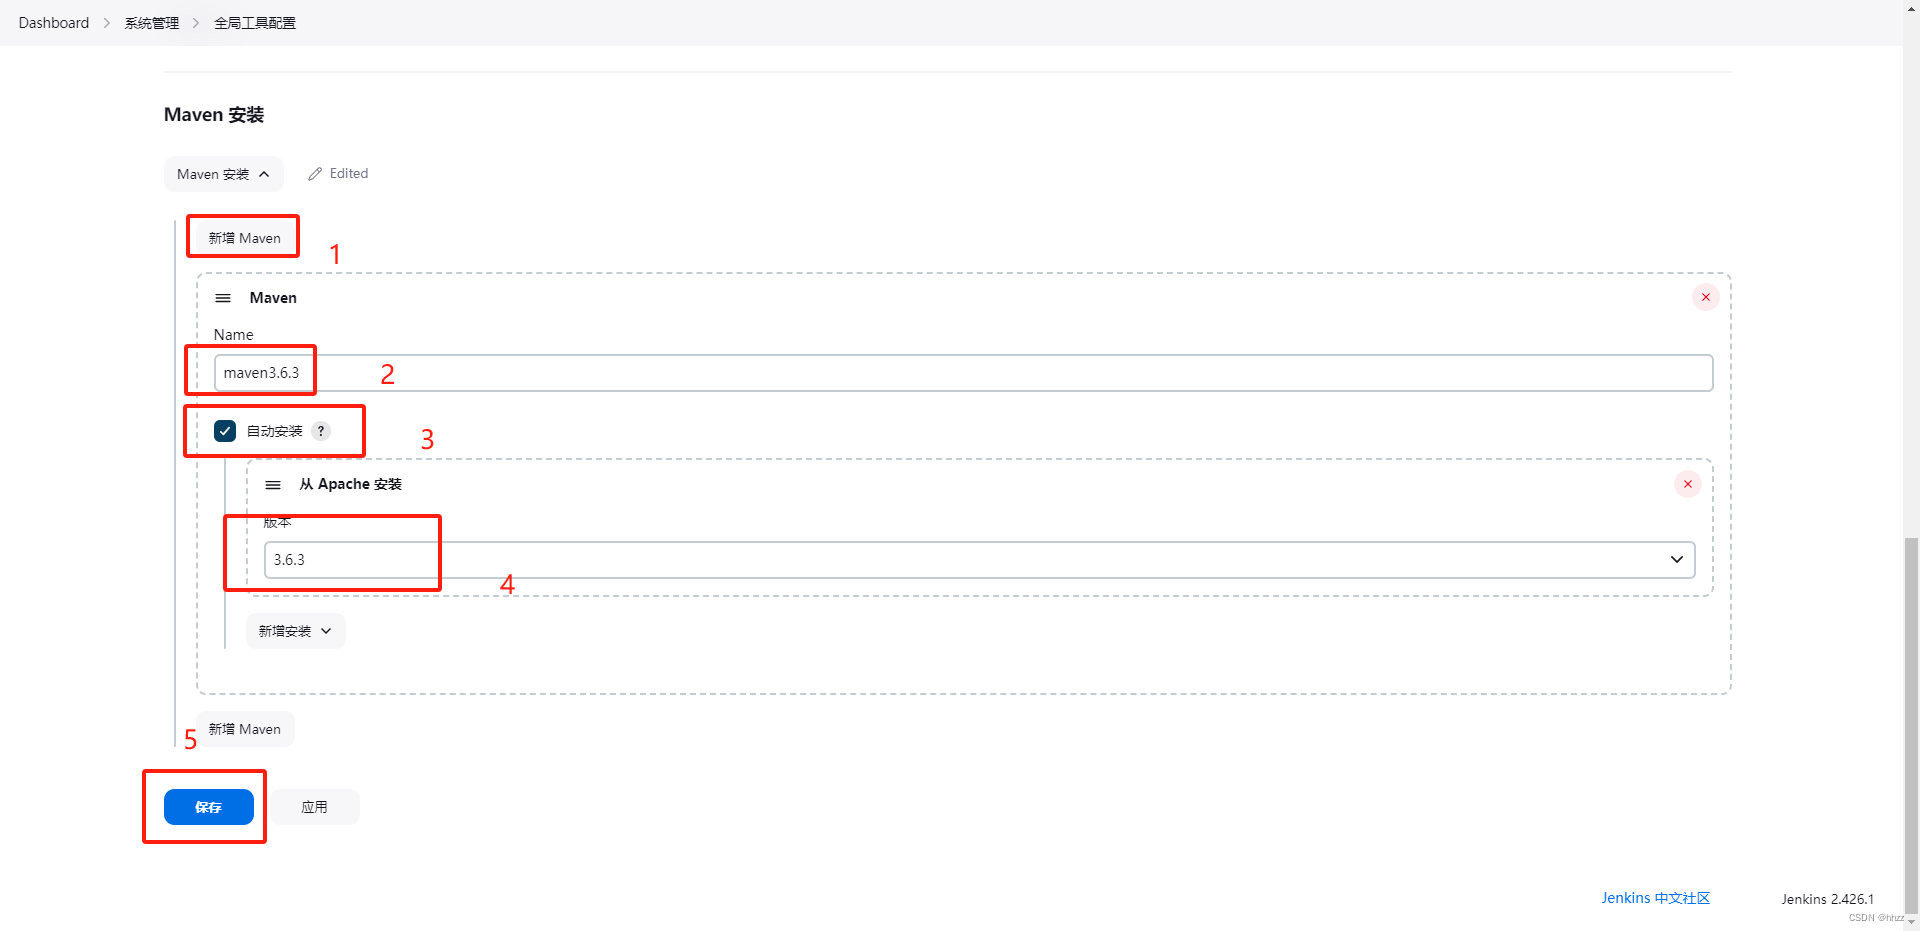 Dashboard > 系统管理 > 全局工具配置
Maven 安装
Maven 安装 Edited
新增 Maven
1
Maven
Name
maven3.6.3
2
自动安装 ?
3
从 Apache 安装
版本
3.6.3
4
新增安装
新增 Maven
5
保存 应用
Jenkins 中文社区 Jenkins 2.426.1
CSDN @hhzz